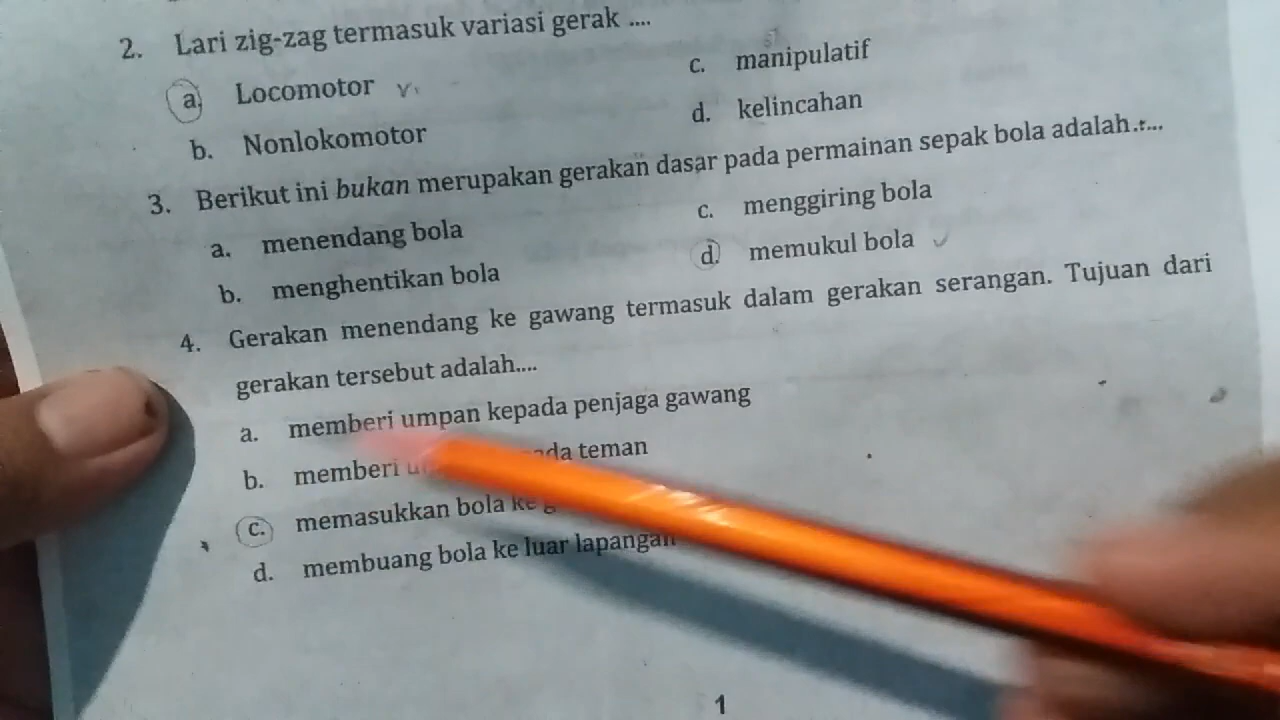 2. Lari zig-zag termasuk variasi gerak ....
a. Locomotor
c. manipulatif
b. Nonlokomotor
d. kelincahan
3. Berikut ini bukan merupakan gerakan dasar pada permainan sepak bola adalah....
a. menendang bola
c. menggiring bola
b. menghentikan bola
d. memukul bola
4. Gerakan menendang ke gawang termasuk dalam gerakan serangan. Tujuan dari
gerakan tersebut adalah....
a. memberi umpan kepada penjaga gawang
b. memberi teman
c. memasukkan bola ke
d. membuang bola ke luar lapangan
1